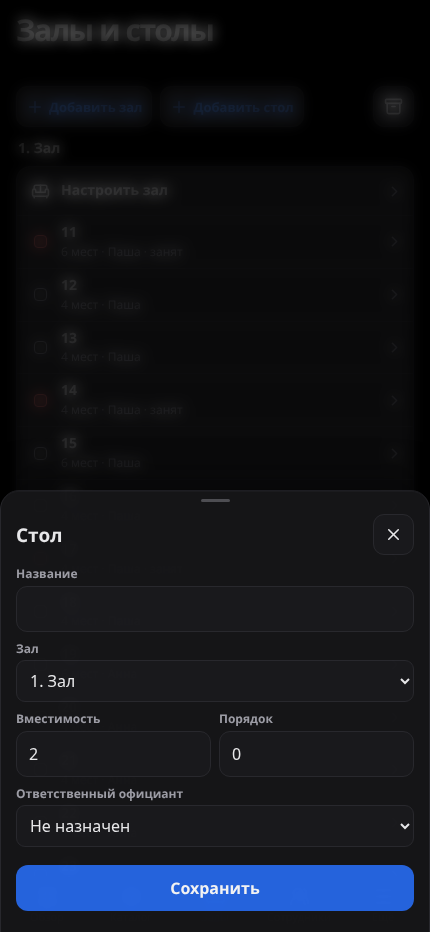 Залы и столы
+ Добавить зал + Добавить стол
1. Зал
Настроить зал
11
6 мест · Паша · занят
12
4 мест · Паша
13
4 мест · Паша
14
4 мест · Паша · занят
15
6 мест · Паша
Стол
Название
Зал
1. Зал
Вместимость Порядок
2 0
Ответственный официант
Не назначен
Сохранить